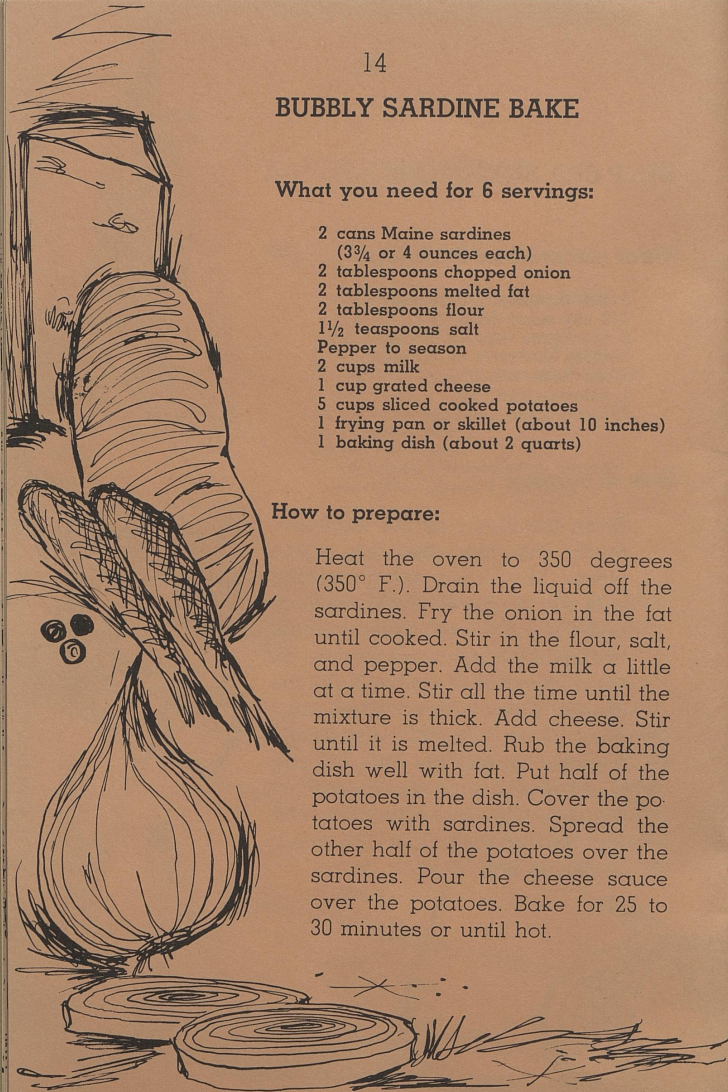 14
BUBBLY SARDINE BAKE
What you need for 6 servings:
2 cans Maine sardines
(3¾ or 4 ounces each)
2 tablespoons chopped onion
2 tablespoons melted fat
2 tablespoons flour
1½ teaspoons salt
Pepper to season
2 cups milk
1 cup grated cheese
5 cups sliced cooked potatoes
1 frying pan or skillet (about 10 inches)
1 baking dish (about 2 quarts)
How to prepare:
Heat the oven to 350 degrees
(350° F.). Drain the liquid off the
sardines. Fry the onion in the fat
until cooked. Stir in the flour, salt,
and pepper. Add the milk a little
at a time. Stir all the time until the
mixture is thick. Add cheese. Stir
until it is melted. Rub the baking
dish well with fat. Put half of the
potatoes in the dish. Cover the po-
tatoes with sardines. Spread the
other half of the potatoes over the
sardines. Pour the cheese sauce
over the potatoes. Bake for 25 to
30 minutes or until hot.